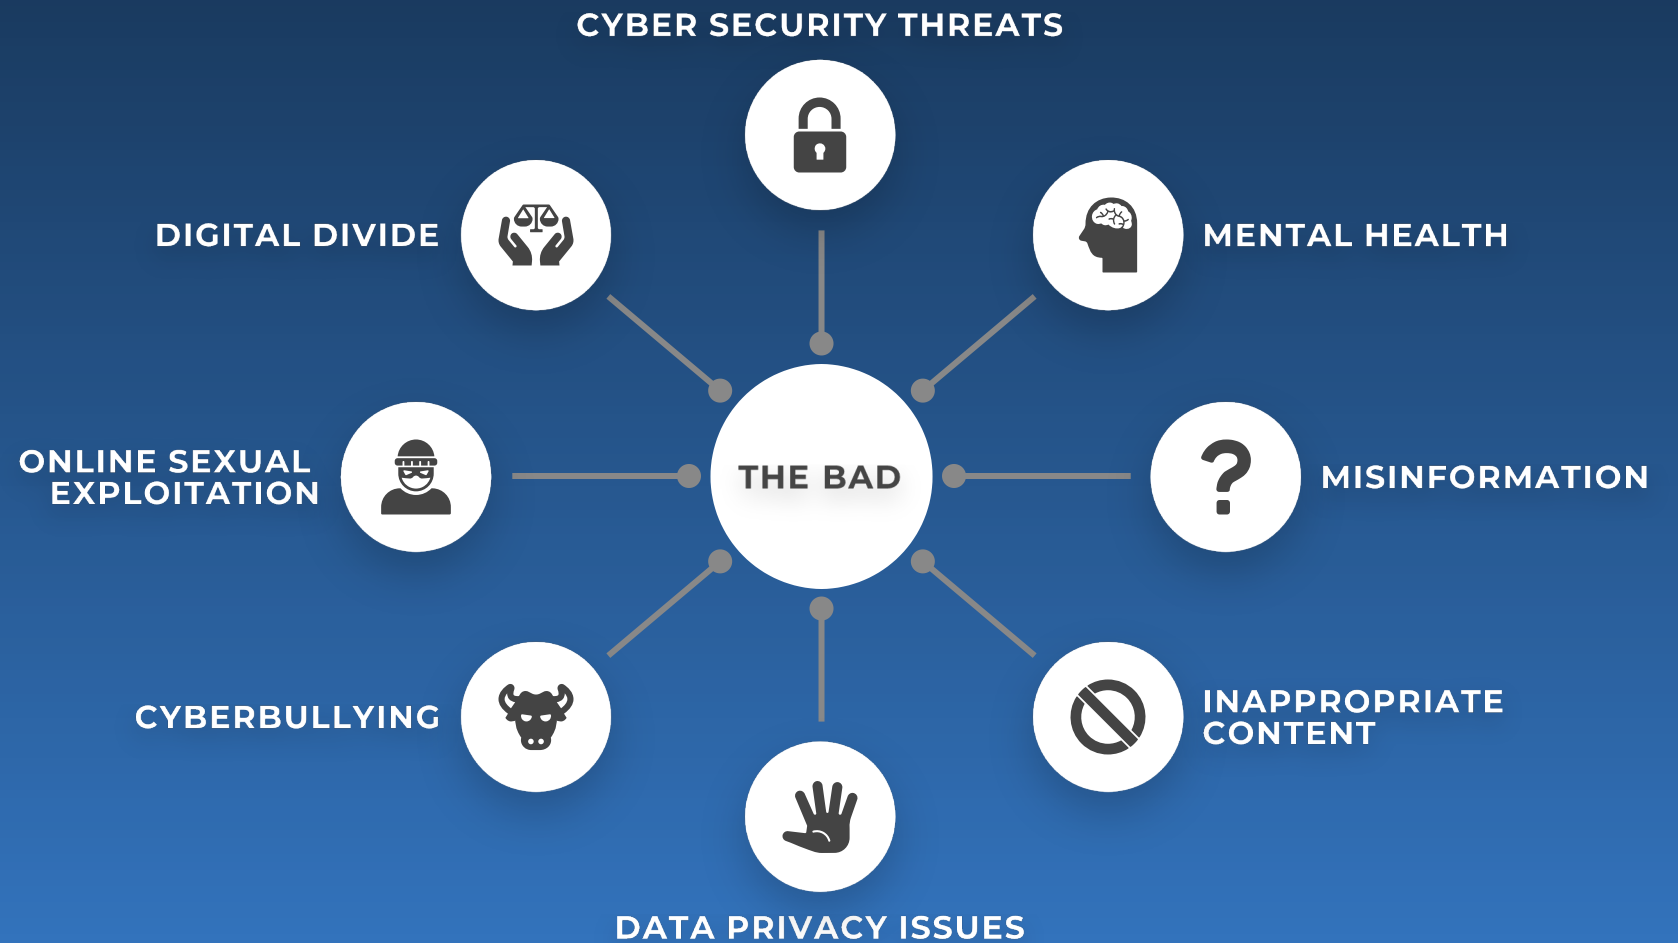 CYBER SECURITY THREATS
DIGITAL DIVIDE
MENTAL HEALTH
ONLINE SEXUAL
EXPLOITATION
THE BAD
MISINFORMATION
CYBERBULLYING
INAPPROPRIATE
CONTENT
DATA PRIVACY ISSUES